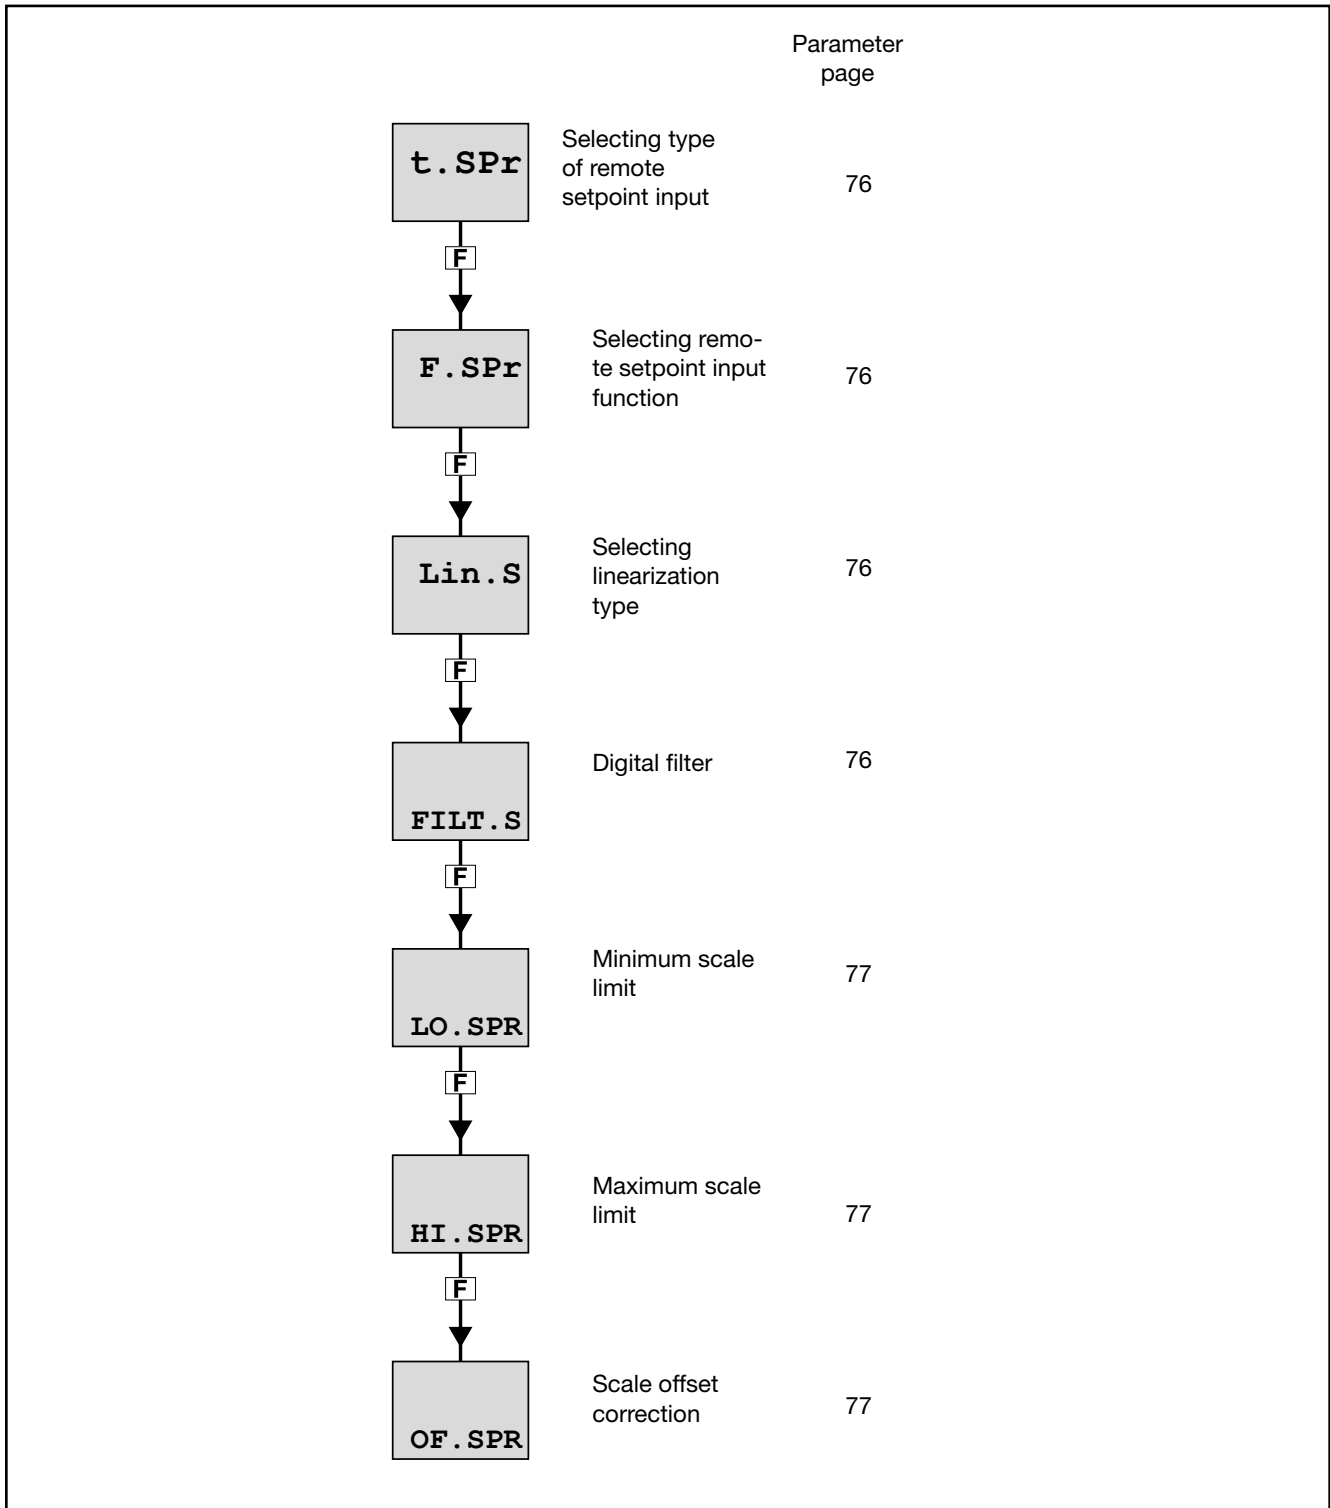 Parameter
page
t.SPr
Selecting type
of remote
setpoint input
76
F
F.SPr
Selecting remo-
te setpoint input
function
76
F
Lin.S
Selecting
linearization
type
76
F
FILT.S
Digital filter
76
F
LO.SPR
Minimum scale
limit
77
F
HI.SPR
Maximum scale
limit
77
F
OF.SPR
Scale offset
correction
77